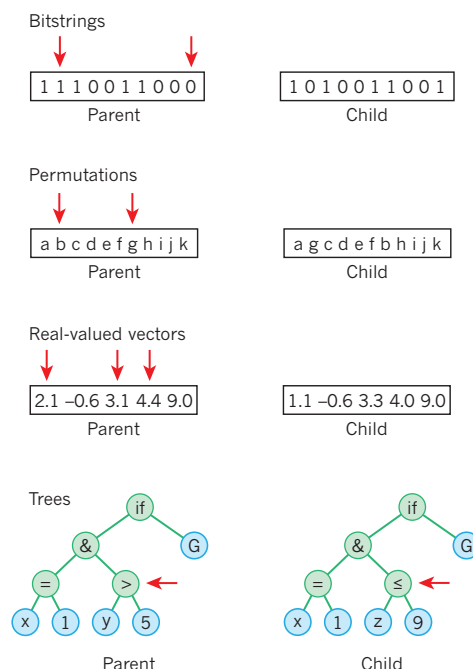 Bitstrings
1 1 1 0 0 1 1 0 0 0 1 0 1 0 0 1 1 0 0 1
Parent Child
Permutations
a b c d e f g h i j k a g c d e f b h i j k
Parent Child
Real-valued vectors
2.1 –0.6 3.1 4.4 9.0 1.1 –0.6 3.3 4.0 9.0
Parent Child
Trees if if
& G & G
= > = ≤
x 1 y 5 x 1 z 9
Parent Child